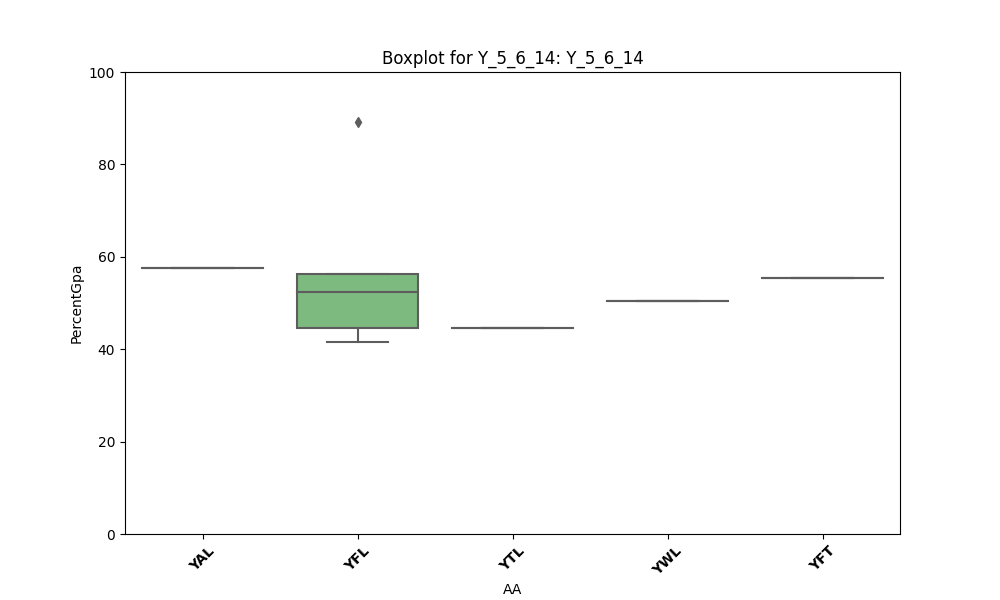 Boxplot for Y_5_6_14: Y_5_6_14
100
80
60
40
20
0
PercentGpa
YAL
YFL
YTL
YWL
YFT
AA